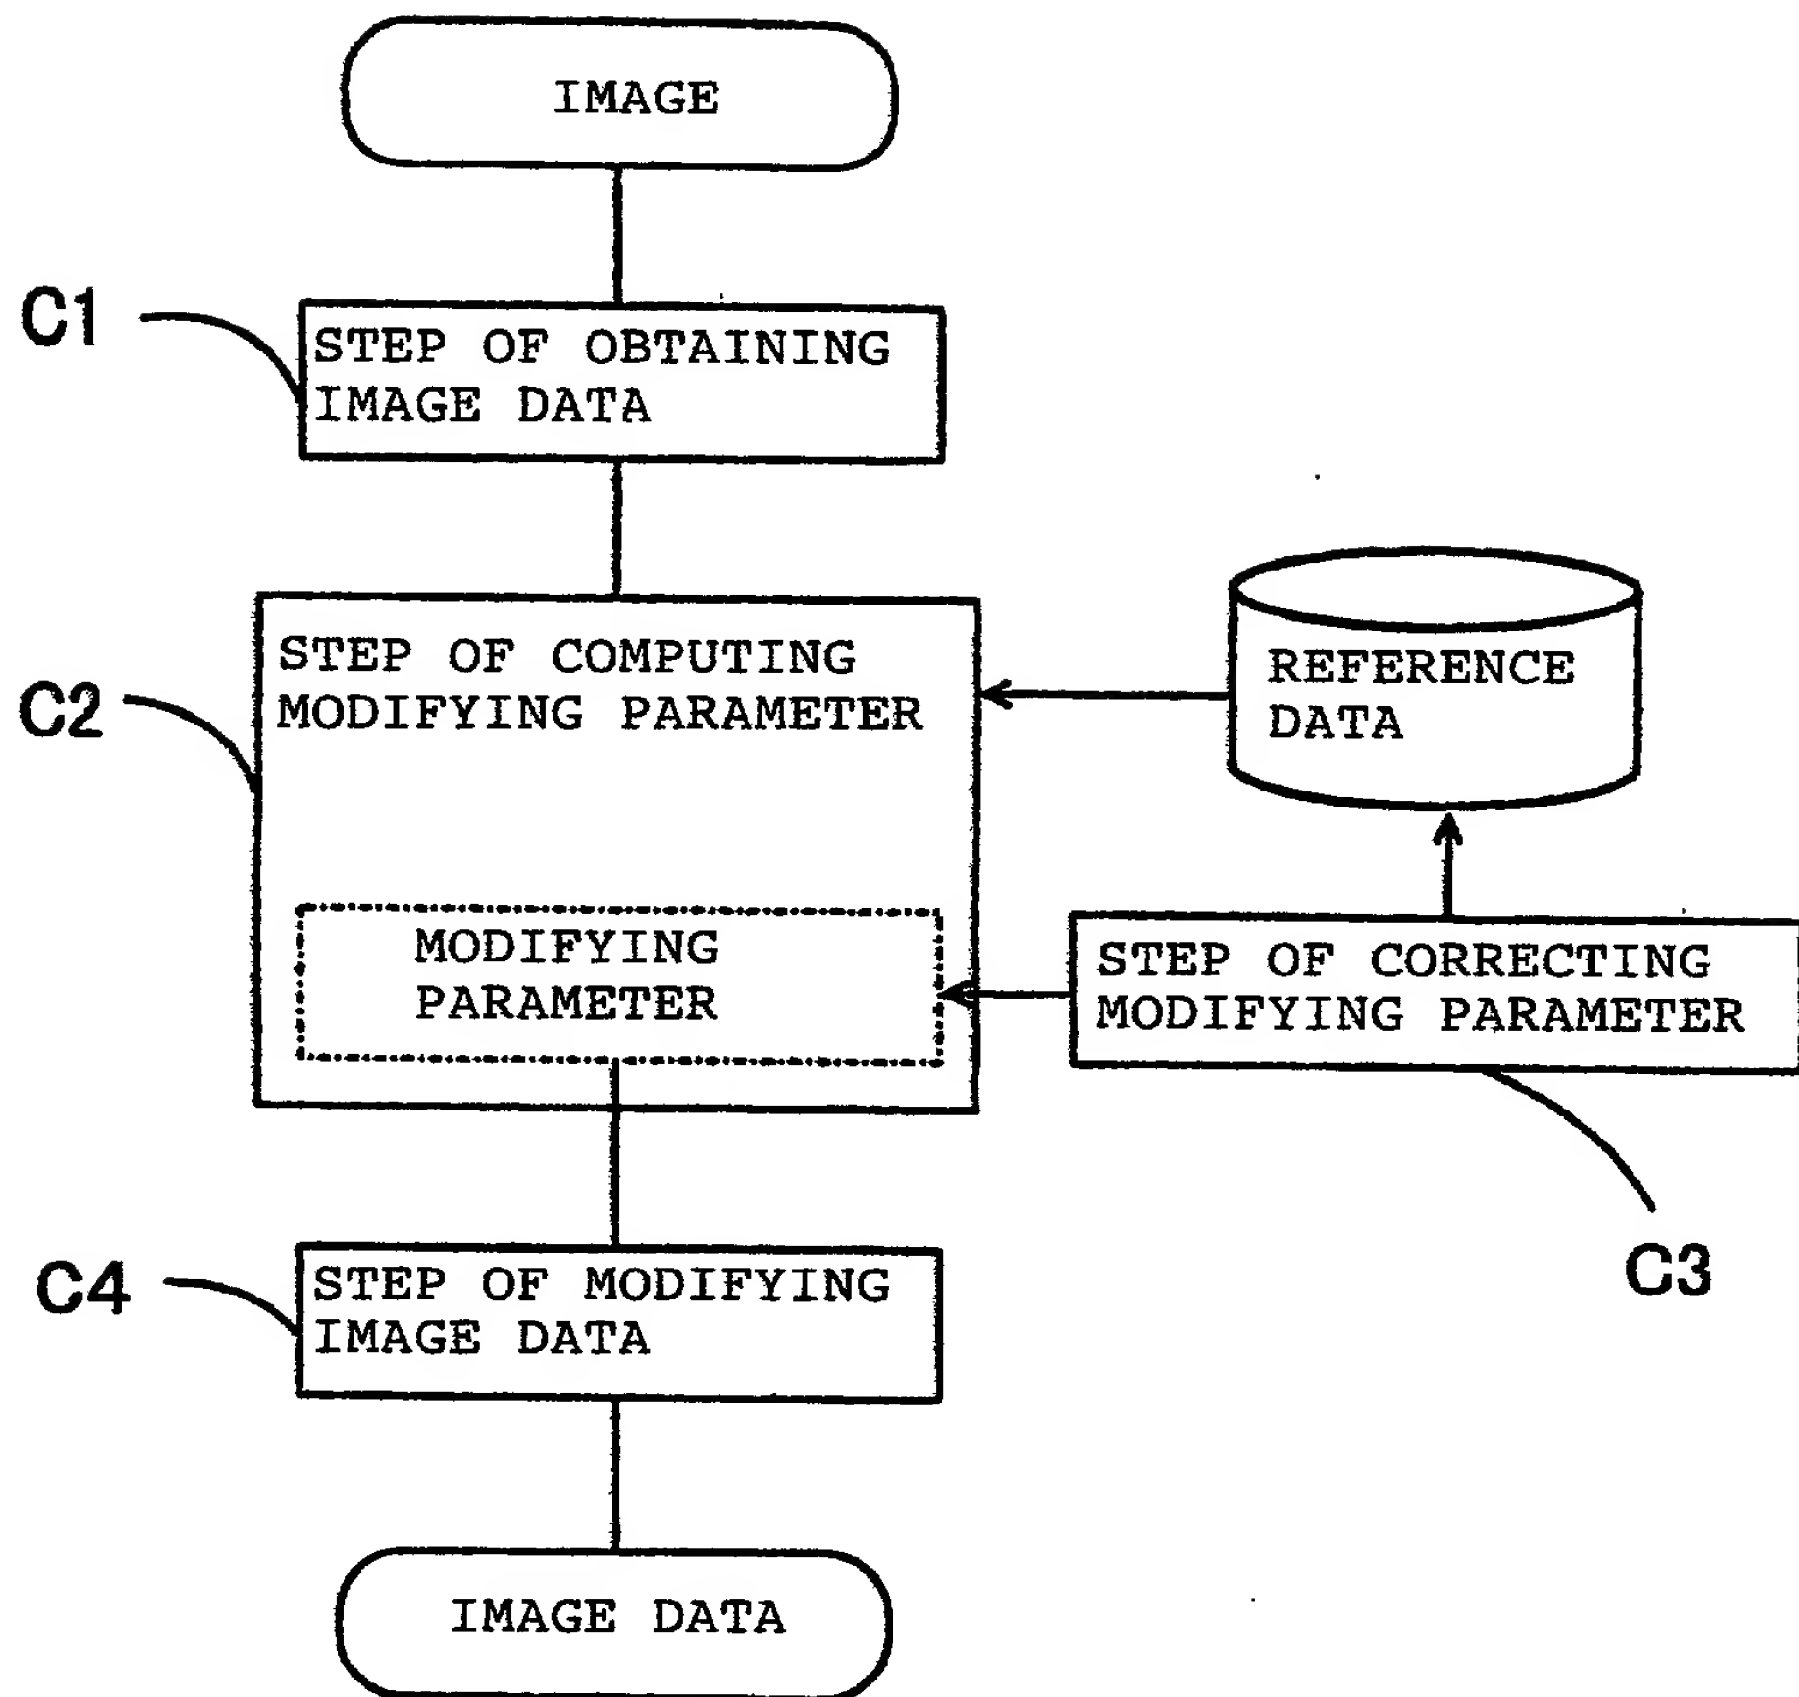 IMAGE
C1
STEP OF OBTAINING
IMAGE DATA
C2
STEP OF COMPUTING
MODIFYING PARAMETER
REFERENCE
DATA
MODIFYING
PARAMETER
STEP OF CORRECTING
MODIFYING PARAMETER
C3
C4
STEP OF MODIFYING
IMAGE DATA
IMAGE DATA